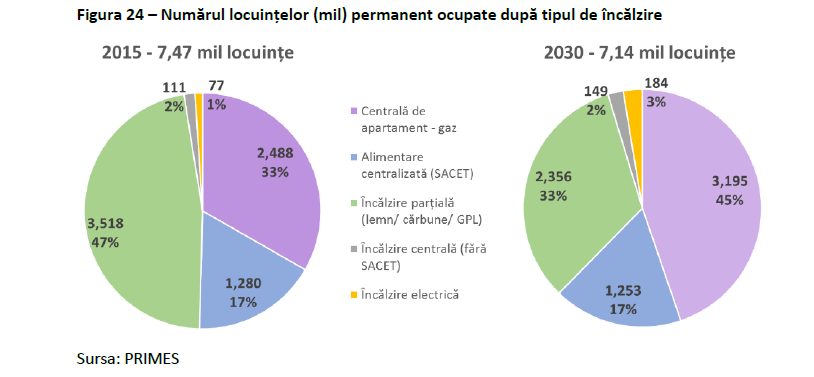 Figura 24 – Numărul locuințelor (mil) permanent ocupate după tipul de încălzire
2015 - 7,47 mil locuințe
2030 - 7,14 mil locuințe
111
2%
77
1%
2,488
33%
3,518
47%
1,280
17%
Centrală de
apartament - gaz
Alimentare
centralizată (SACET)
Încălzire parțială
(lemn/ cărbune/ GPL)
Încălzire centrală (fără
SACET)
Încălzire electrică
149
2%
184
3%
2,356
33%
3,195
45%
1,253
17%
Sursa: PRIMES